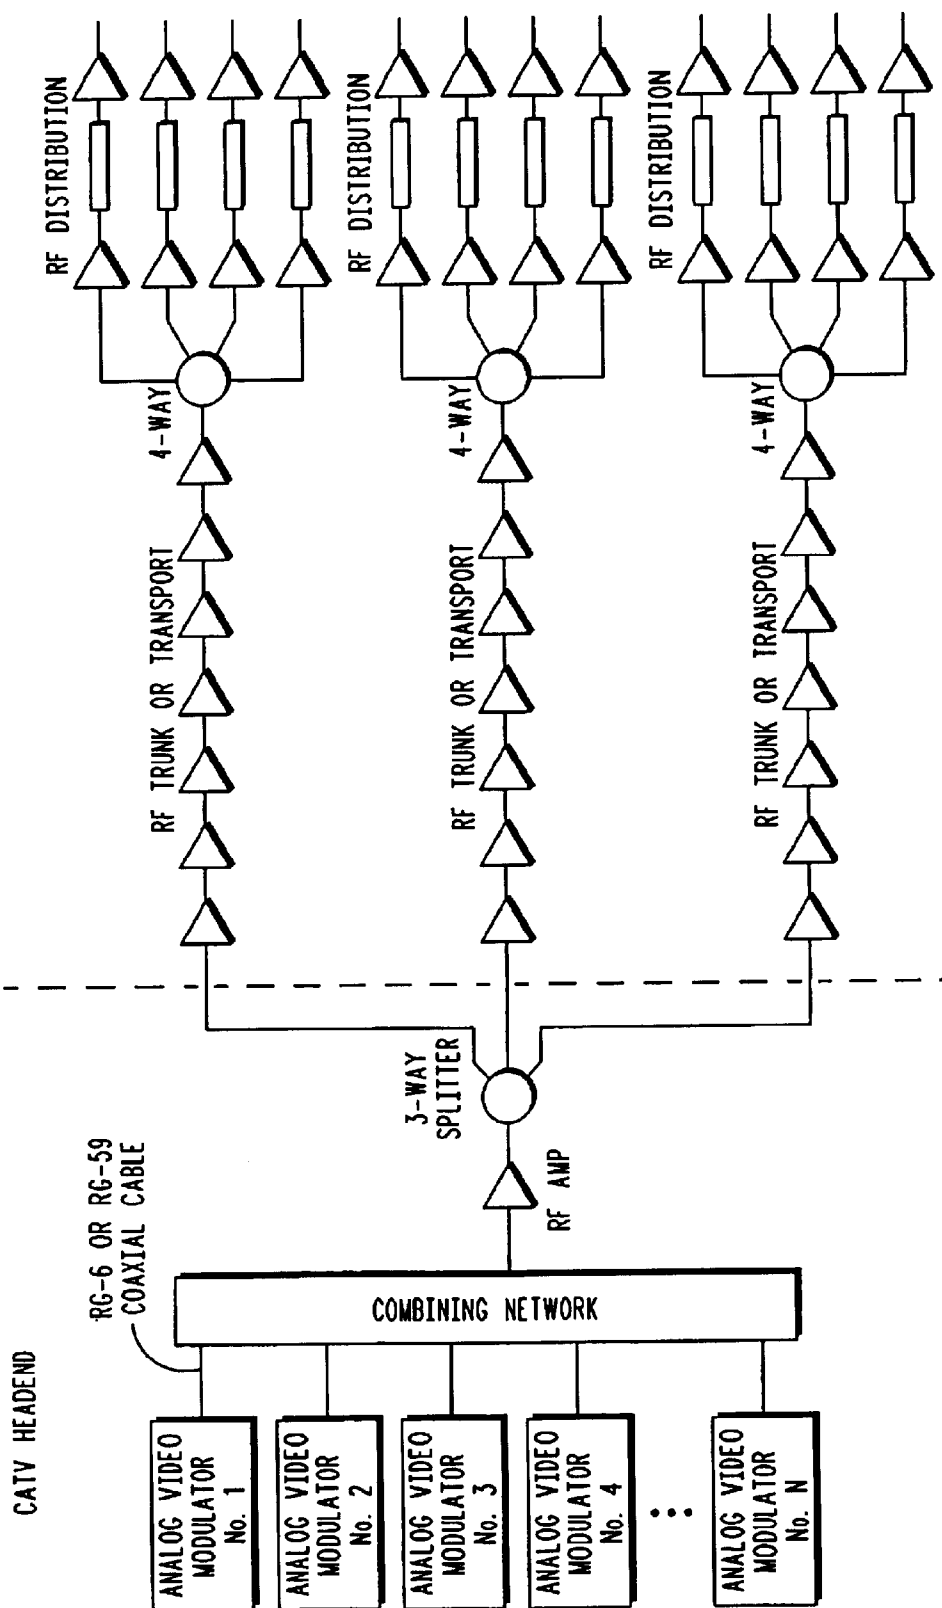 CATV HEADEND
RG-6 OR RG-59
COAXIAL CABLE
ANALOG VIDEO
MODULATOR
No. 1
ANALOG VIDEO
MODULATOR
No. 2
ANALOG VIDEO
MODULATOR
No. 3
ANALOG VIDEO
MODULATOR
No. 4
ANALOG VIDEO
MODULATOR
No. N
COMBINING NETWORK
RF AMP
3-WAY
SPLITTER
RF TRUNK OR TRANSPORT
4-WAY
RF DISTRIBUTION
RF TRUNK OR TRANSPORT
4-WAY
RF DISTRIBUTION
RF TRUNK OR TRANSPORT
4-WAY
RF DISTRIBUTION